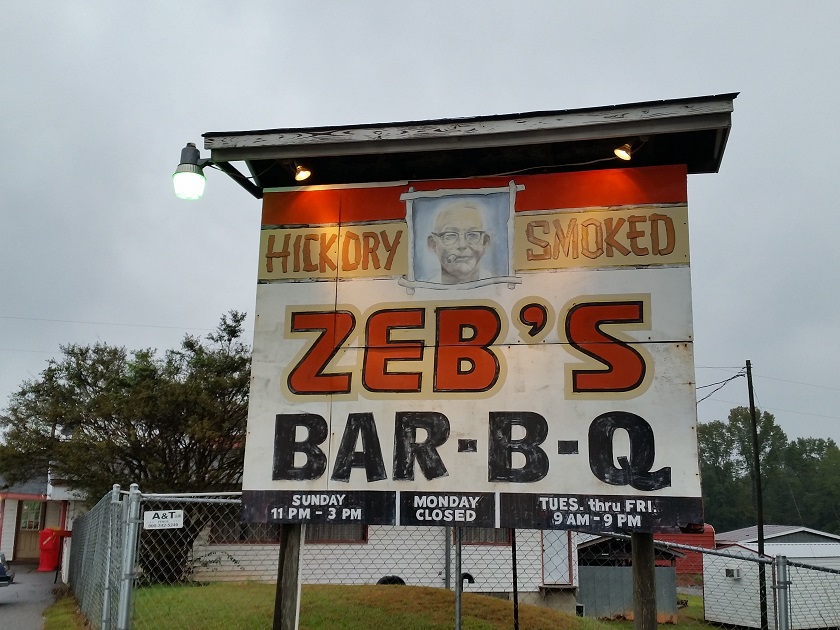 HICKORY SMOKED
ZEB'S
BAR-B-Q
SUNDAY
11 PM - 3 PM
MONDAY
CLOSED
TUES. thru FRI.
9 AM - 9 PM
A&T